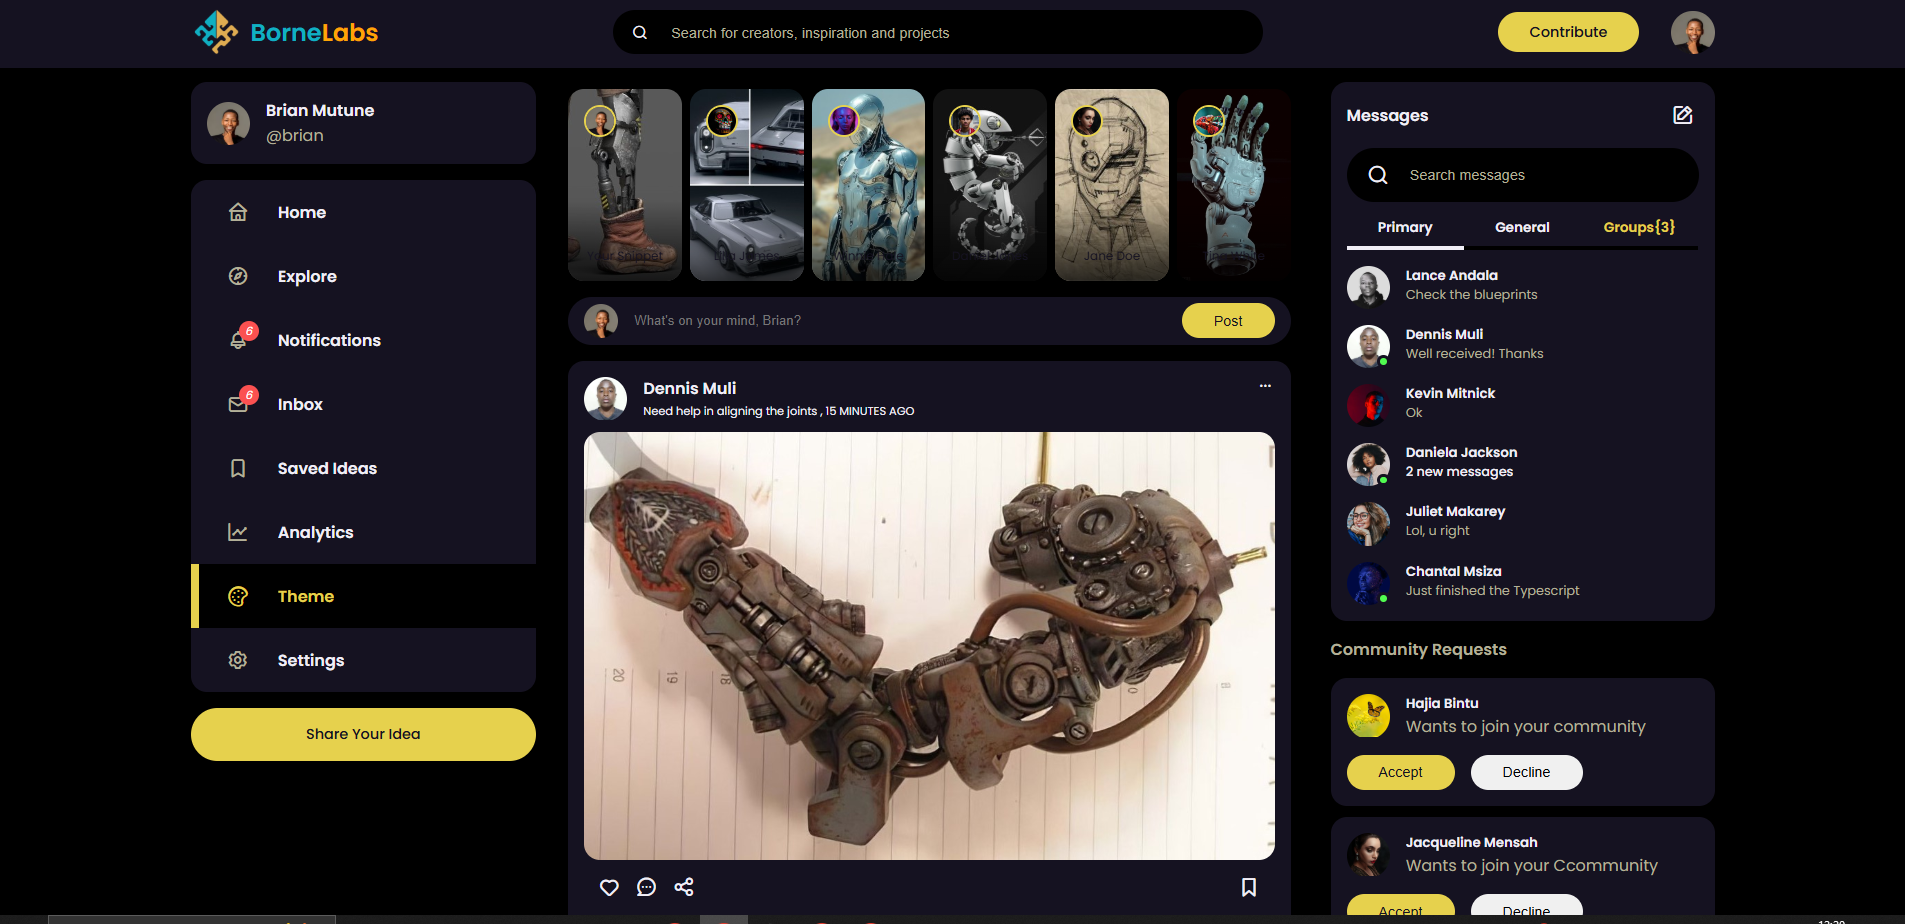 BorneLabs
Search for creators, inspiration and projects
Contribute
Brian Mutune
@brian
Home
Explore
6
Notifications
6
Inbox
Saved Ideas
Analytics
Theme
Settings
Share Your Idea
Your Snippet
Jane Doe
What's on your mind, Brian?
Post
Dennis Muli
Need help in aligning the joints , 15 MINUTES AGO
20
19
18
0
8
Messages
Search messages
Primary
General
Groups{3}
Lance Andala
Check the blueprints
Dennis Muli
Well received! Thanks
Kevin Mitnick
Ok
Daniela Jackson
2 new messages
Juliet Makarey
Lol, u right
Chantal Msiza
Just finished the Typescript
Community Requests
Hajia Bintu
Wants to join your community
Accept
Decline
Jacqueline Mensah
Wants to join your Ccommunity
Accept
Decline